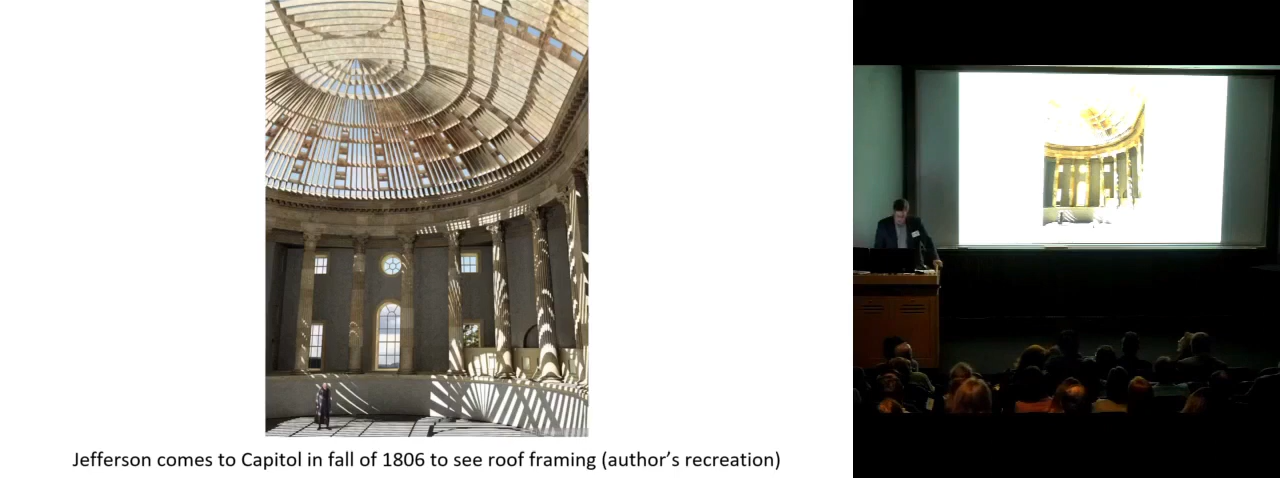 Jefferson comes to Capitol in fall of 1806 to see roof framing (author’s recreation)